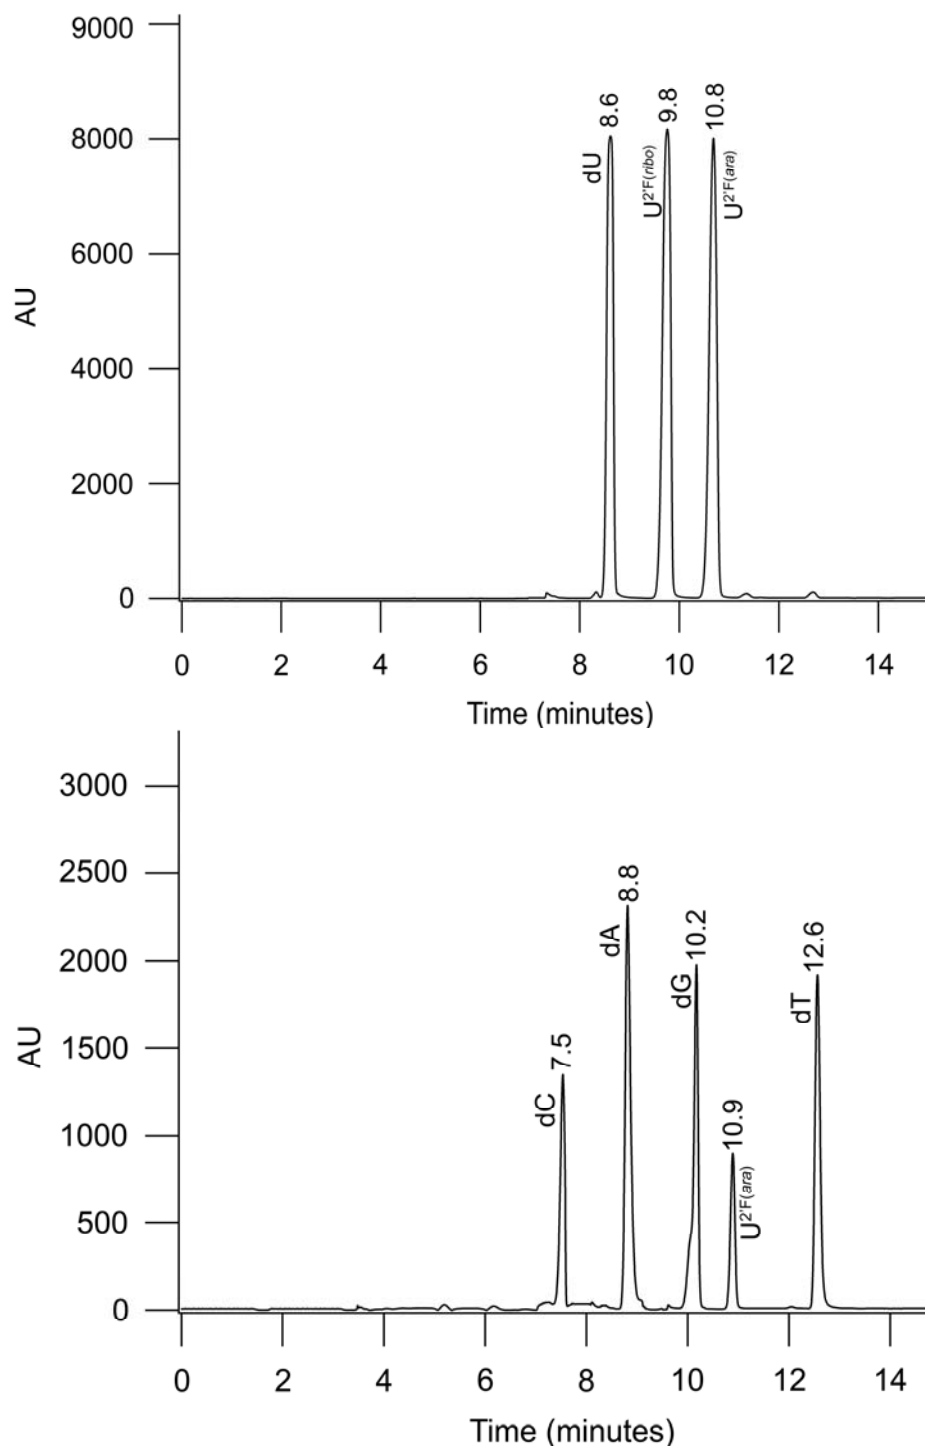 9000
8000
6000
4000
2000
0
AU
dU
8.6
U2'F(ribo)
9.8
U2'F(ara)
10.8
0 2 4 6 8 10 12 14
Time (minutes)
3000
2500
2000
1500
1000
500
0
AU
dC
7.5
dA
8.8
dG
10.2
U2'F(ara)
10.9
dT
12.6
0 2 4 6 8 10 12 14
Time (minutes)